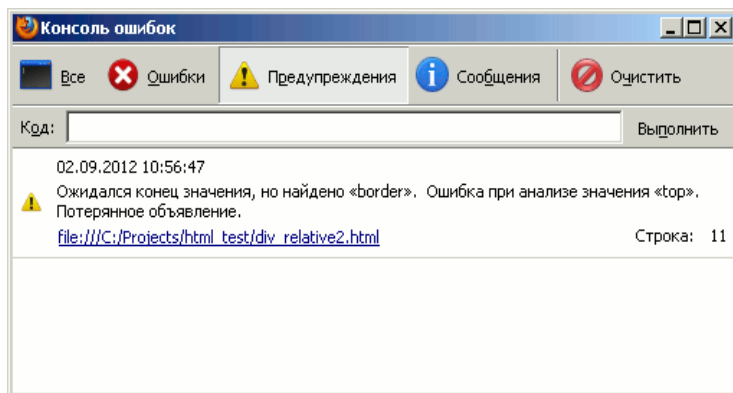 Консоль ошибок
Все Ошибки Предупреждения Сообщения Очистить
Код: Выполнить
02.09.2012 10:56:47
Ожидался конец значения, но найдено «border». Ошибка при анализе значения «top».
Потерянное объявление.
file:///C:/Projects/html_test/div_relative2.html Строка: 11